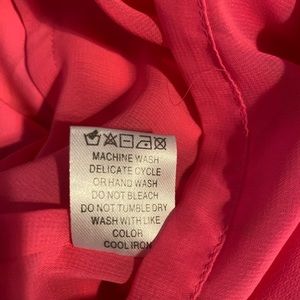 MACHINE WASH
DELICATE CYCLE
OR HAND WASH
DO NOT BLEACH
DO NOT TUMBLE DRY
WASH WITH LIKE
COLOR
COOL IRON